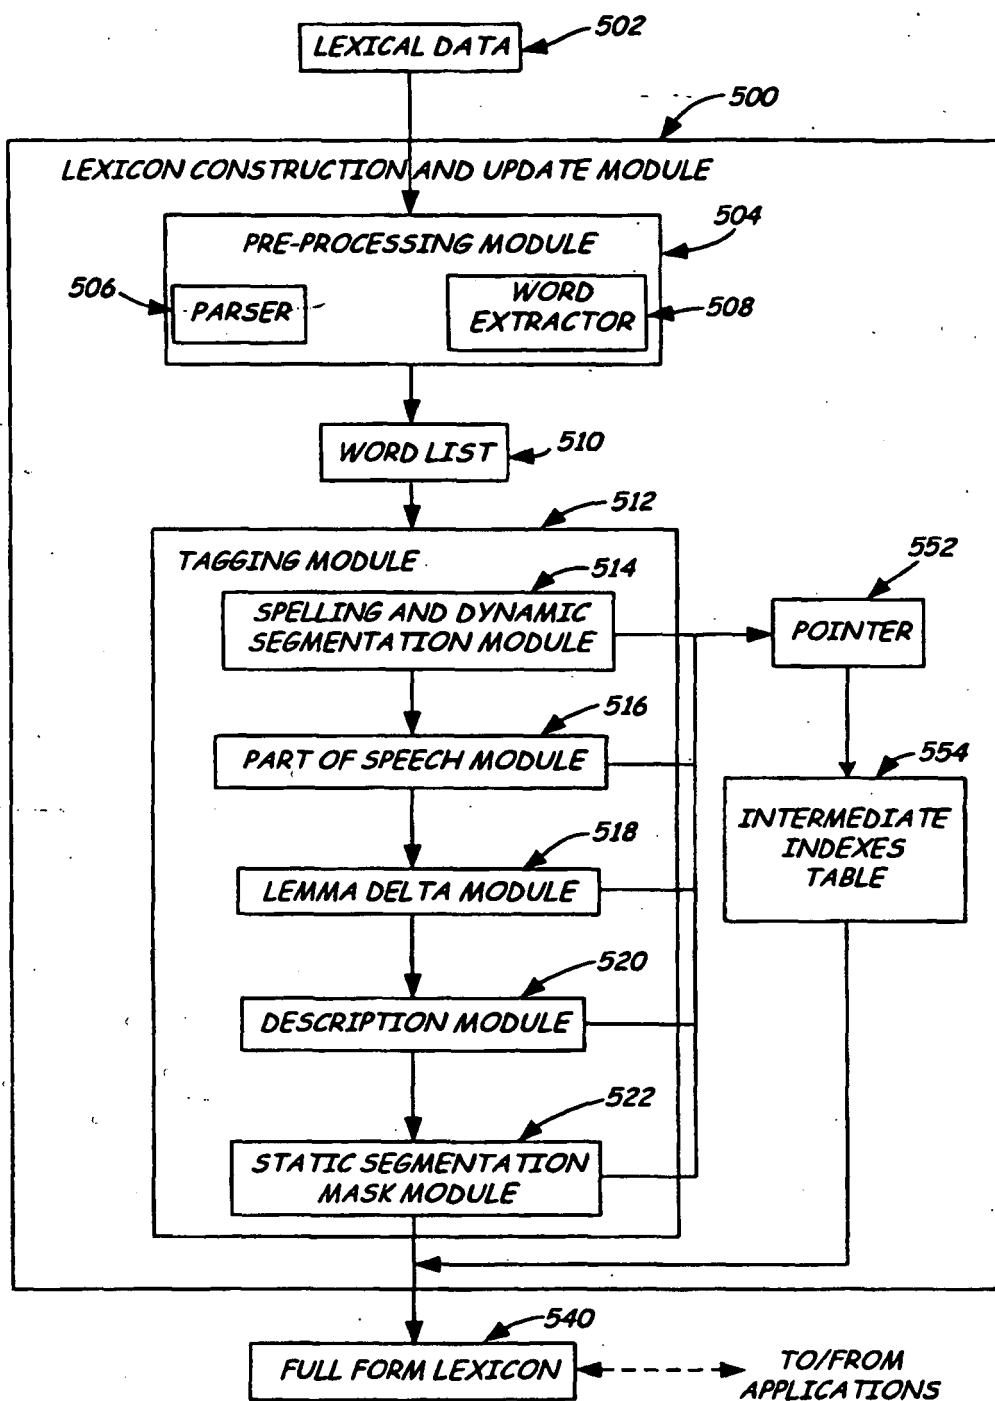 LEXICAL DATA
502
500
LEXICON CONSTRUCTION AND UPDATE MODULE
504
PRE-PROCESSING MODULE
506
PARSER
WORD
EXTRACTOR
508
WORD LIST
510
512
TAGGING MODULE
514
SPELLING AND DYNAMIC
SEGMENTATION MODULE
552
POINTER
516
PART OF SPEECH MODULE
554
INTERMEDIATE
INDEXES
TABLE
518
LEMMA DELTA MODULE
520
DESCRIPTION MODULE
522
STATIC SEGMENTATION
MASK MODULE
540
FULL FORM LEXICON
TO/FROM
APPLICATIONS